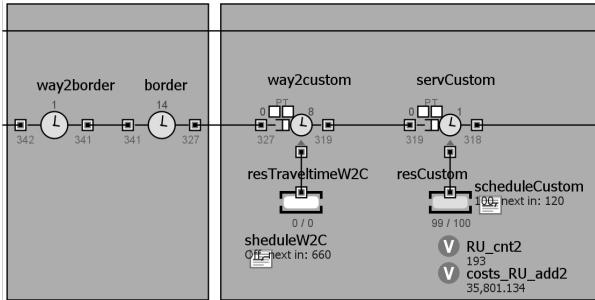 way2border
border
way2custom
servCustom
1
14
0
PT
8
0
PT
1
342
341
341
327
327
319
319
318
resTraveltimeW2C
resCustom
scheduleCustom
100, next in: 120
0 / 0
99 / 100
sheduleW2C
Off, next in: 660
V RU_cnt2
193
V costs_RU_add2
35,801.134